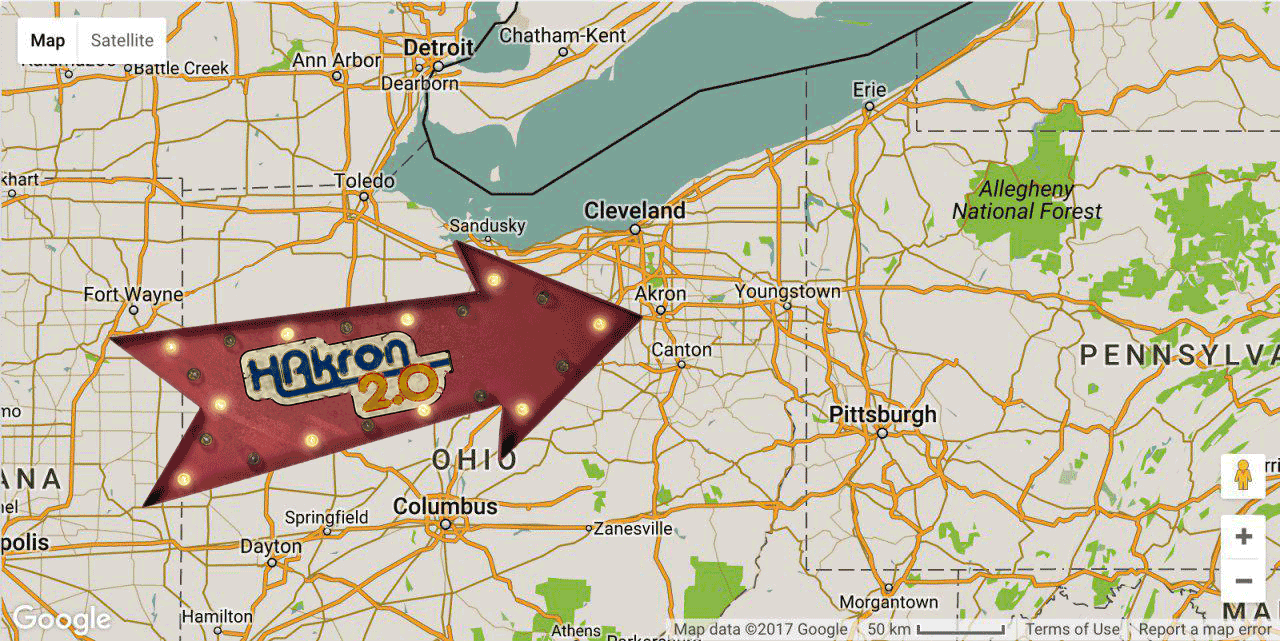 Map
Satellite
Detroit
Chatham-Kent
Ann Arbor
Kalamazoo
Battle Creek
Dearborn
Erie
khart
Toledo
Allegheny
National Forest
Cleveland
Sandusky
Fort Wayne
Akron
Youngstown
HAkron
2.0
Canton
PENNSYLVA
mo
Pittsburgh
OHIO
ANA
Columbus
Springfield
Zanesville
polis
Dayton
+
−
Morgantown
MA
Google
Hamilton
Athens
Map data ©2017 Google
50 km
Terms of Use
Report a map error